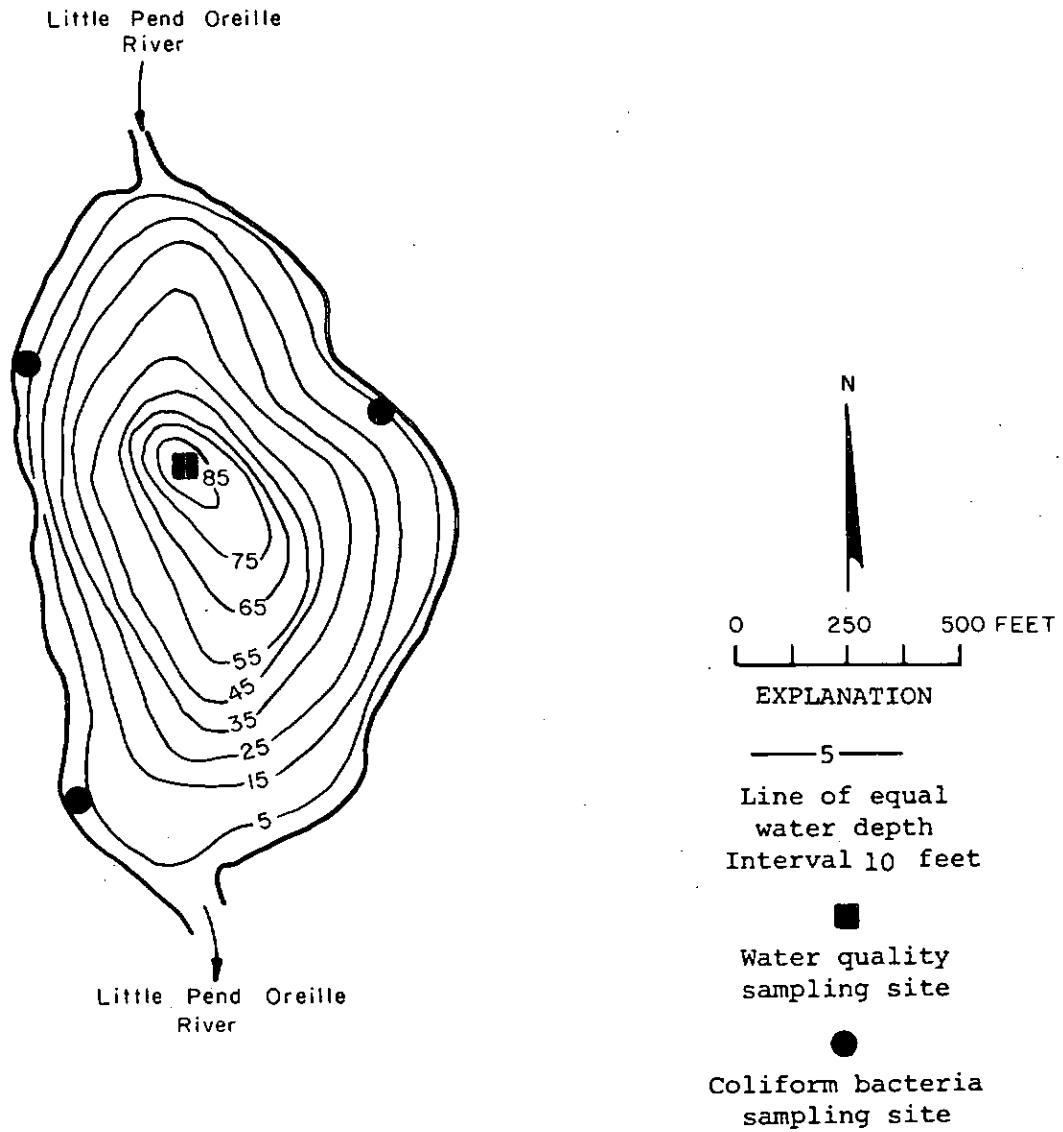 Little Pend Oreille
River
85
75
65
55
45
35
25
15
5
Little Pend Oreille
River
N
0 250 500 FEET
EXPLANATION
5
Line of equal
water depth
Interval 10 feet
Water quality
sampling site
Coliform bacteria
sampling site